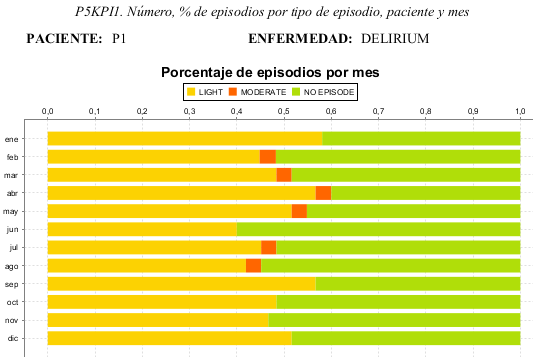 P5KPI1. Número, % de episodios por tipo de episodio, paciente y mes
PACIENTE: P1 ENFERMEDAD: DELIRIUM
Porcentaje de episodios por mes
LIGHT MODERATE NO EPISODE
0,0 0,1 0,2 0,3 0,4 0,5 0,6 0,7 0,8 0,9 1,0
ene
feb
mar
abr
may
jun
jul
ago
sep
oct
nov
dic